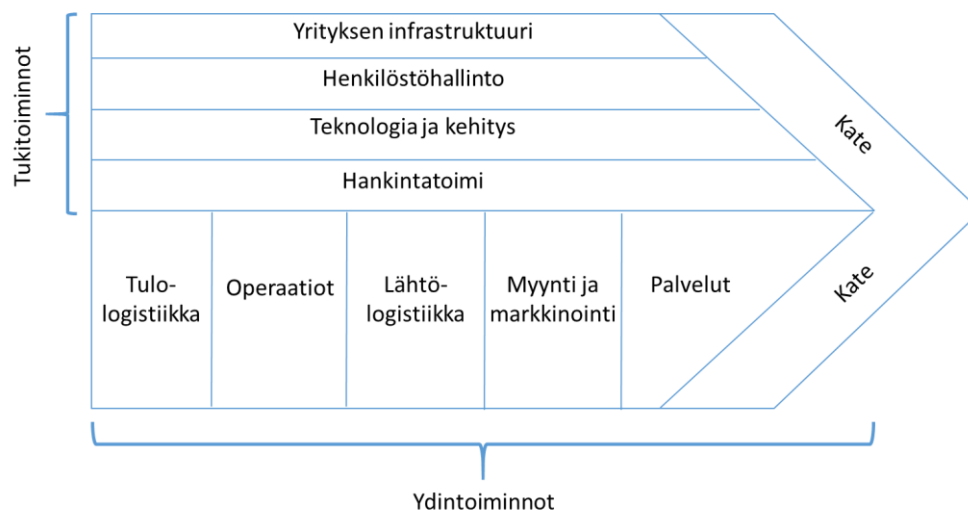 Tukitoiminnot
Yrityksen infrastruktuuri
Henkilöstöhallinto
Teknologia ja kehitys
Hankintatoimi
Kate
Tulo-
logistiikka
Operaatiot
Lähtö-
logistiikka
Myynti ja
markkinointi
Palvelut
Kate
Ydintoiminnot